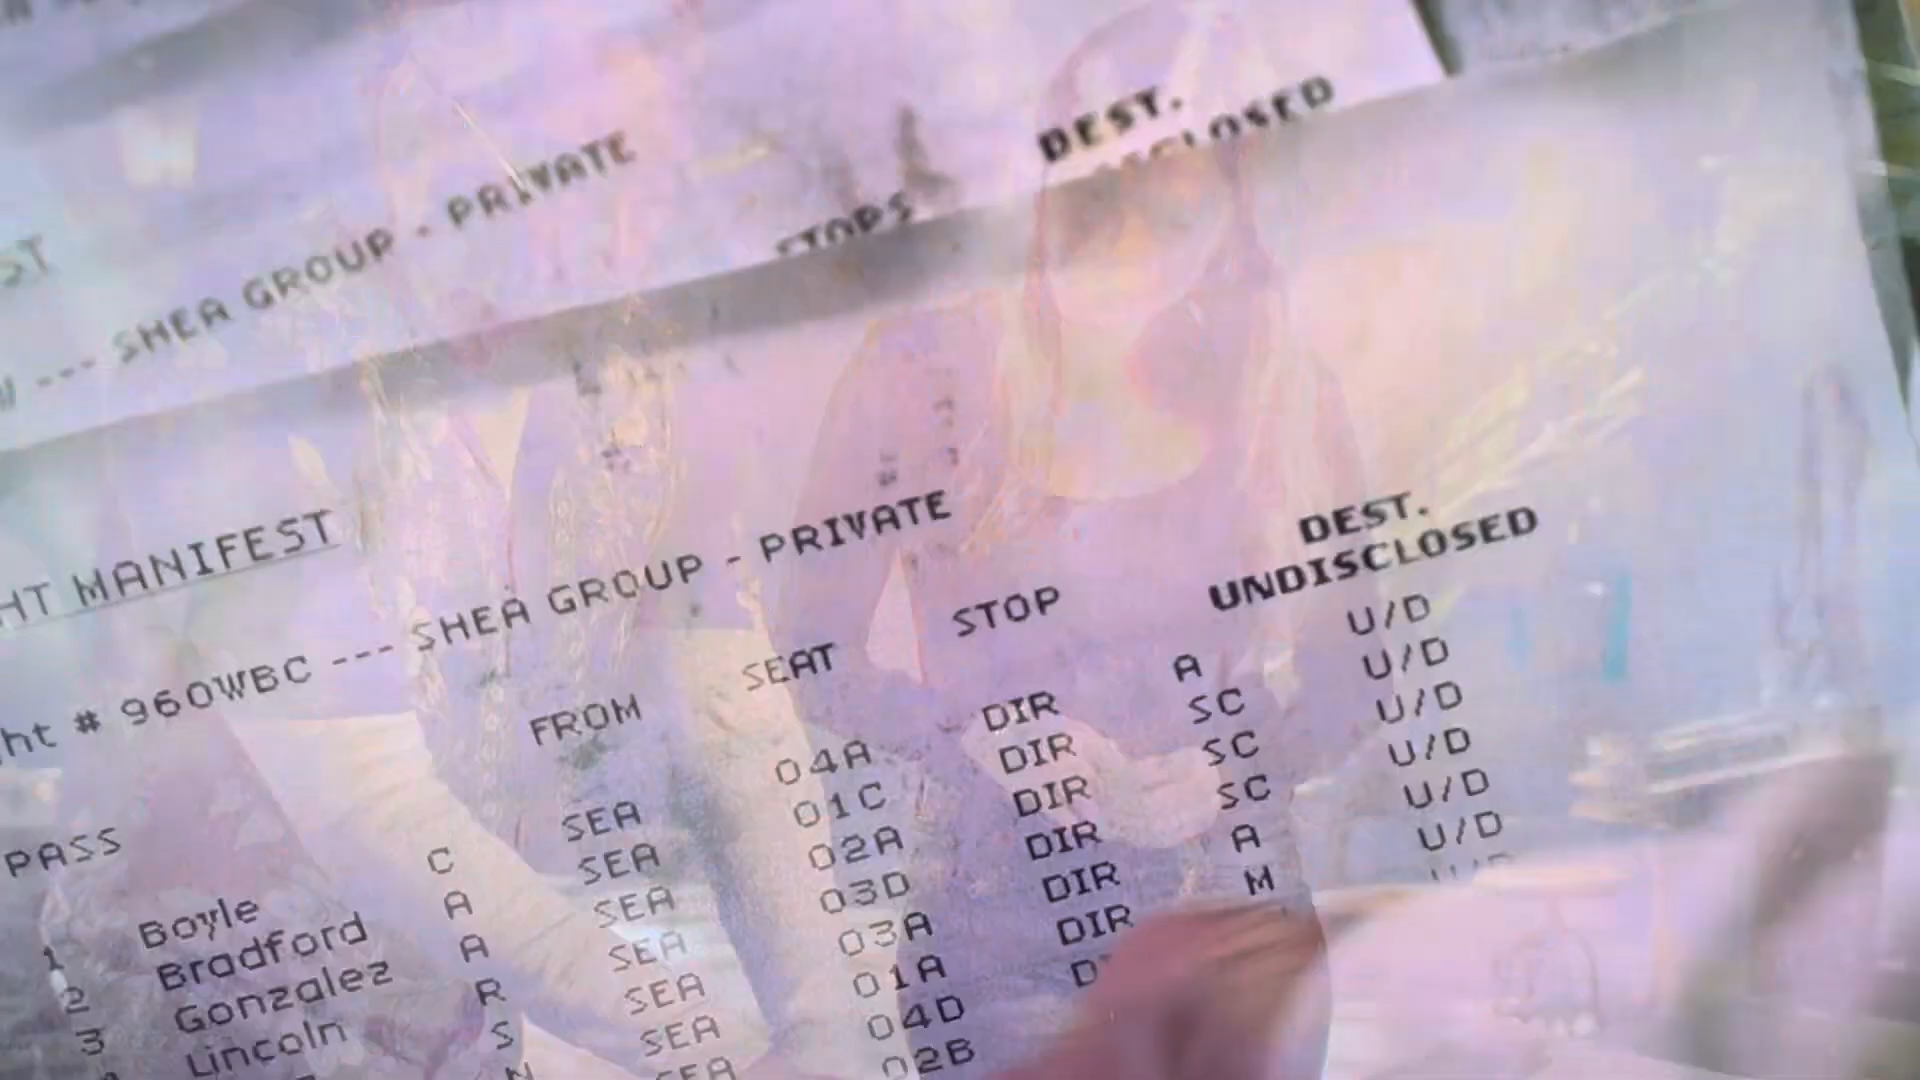 ST
--- SHEA GROUP - PRIVATE
STOPS DEST.
HT MANIFEST
ht # 960WBC --- SHEA GROUP - PRIVATE
DEST.
PASS FROM SEAT STOP UNDISCLOSED
1 Boyle C SEA 04A DIR A U/D
2 Bradford A SEA 01C DIR SC U/D
3 Gonzalez A SEA 02A DIR SC U/D
Lincoln R SEA 03D DIR SC U/D
S SEA 03A DIR A U/D
N SEA 01A DIR M U/D
SEA 04D
02B